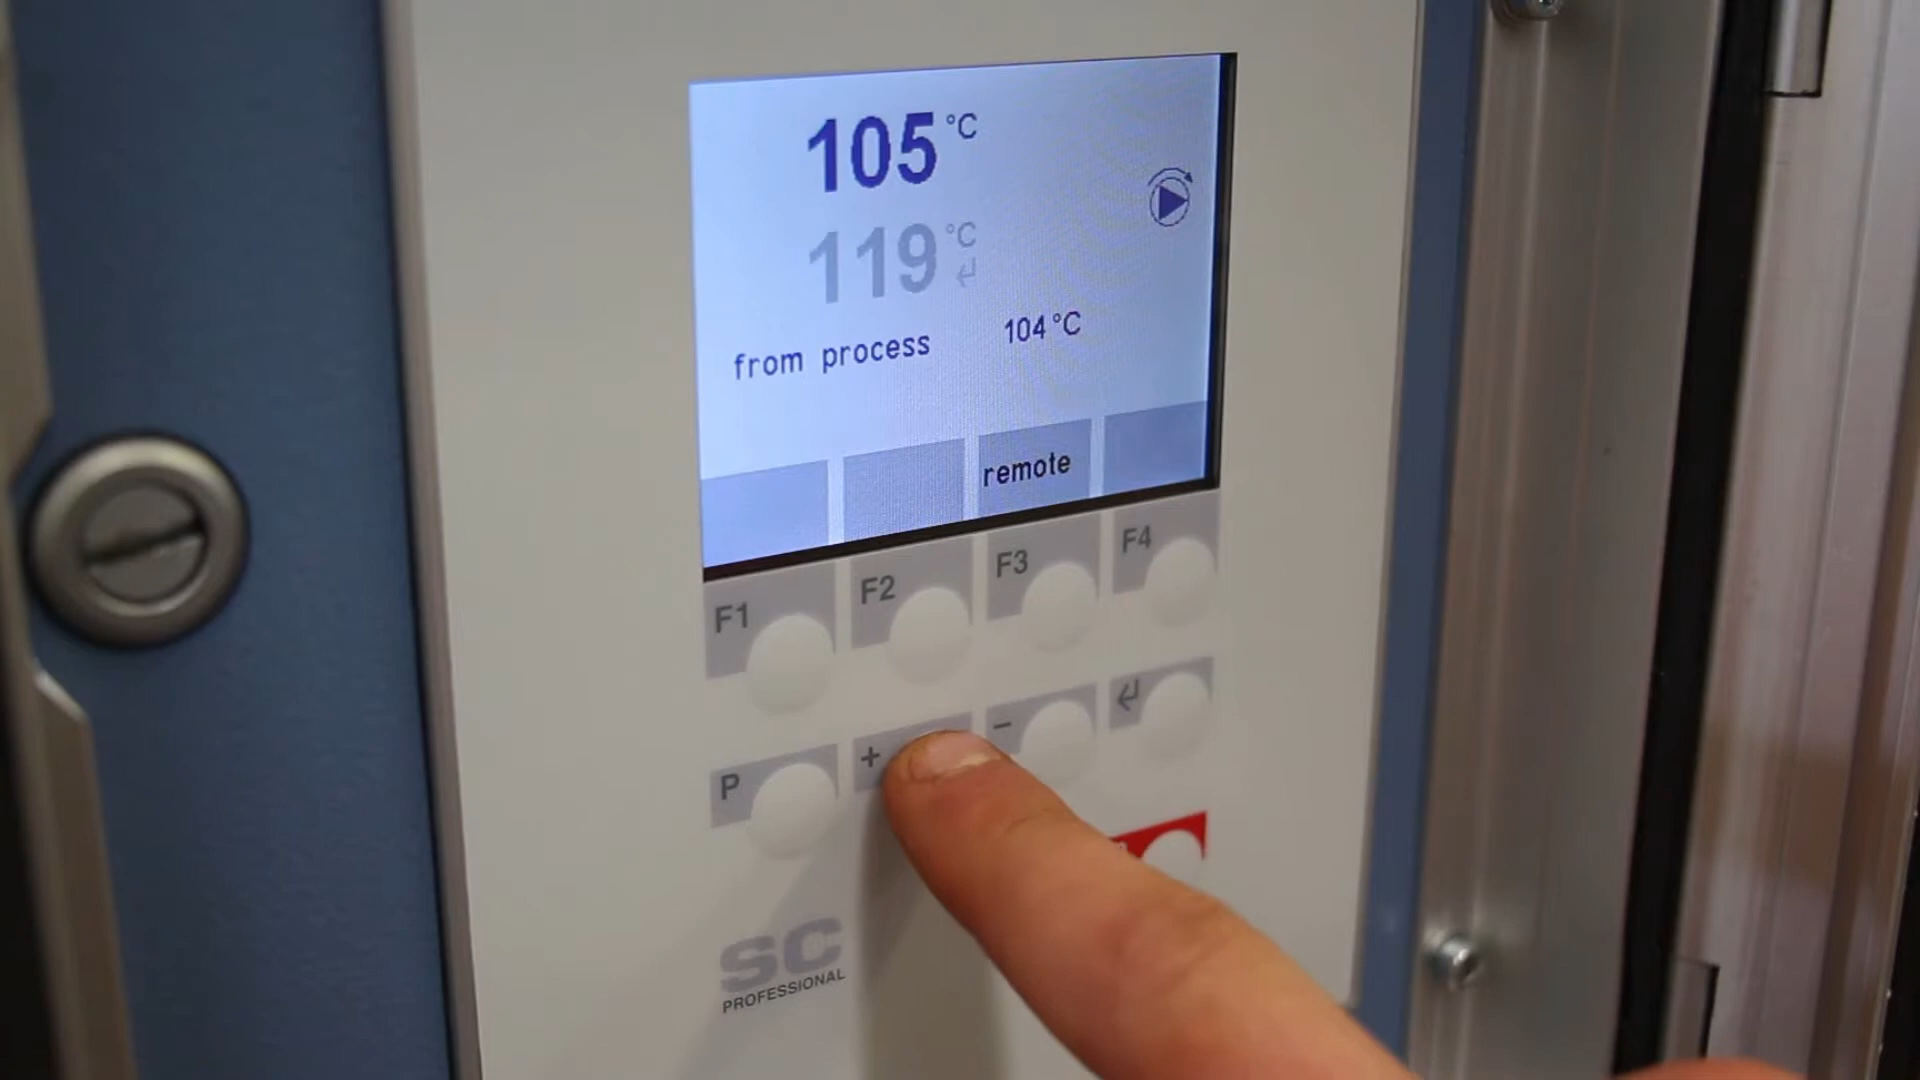 105 °C
119 °C
↵
from process 104 °C
remote
F1 F2 F3 F4
P + - ↵
SC
PROFESSIONAL